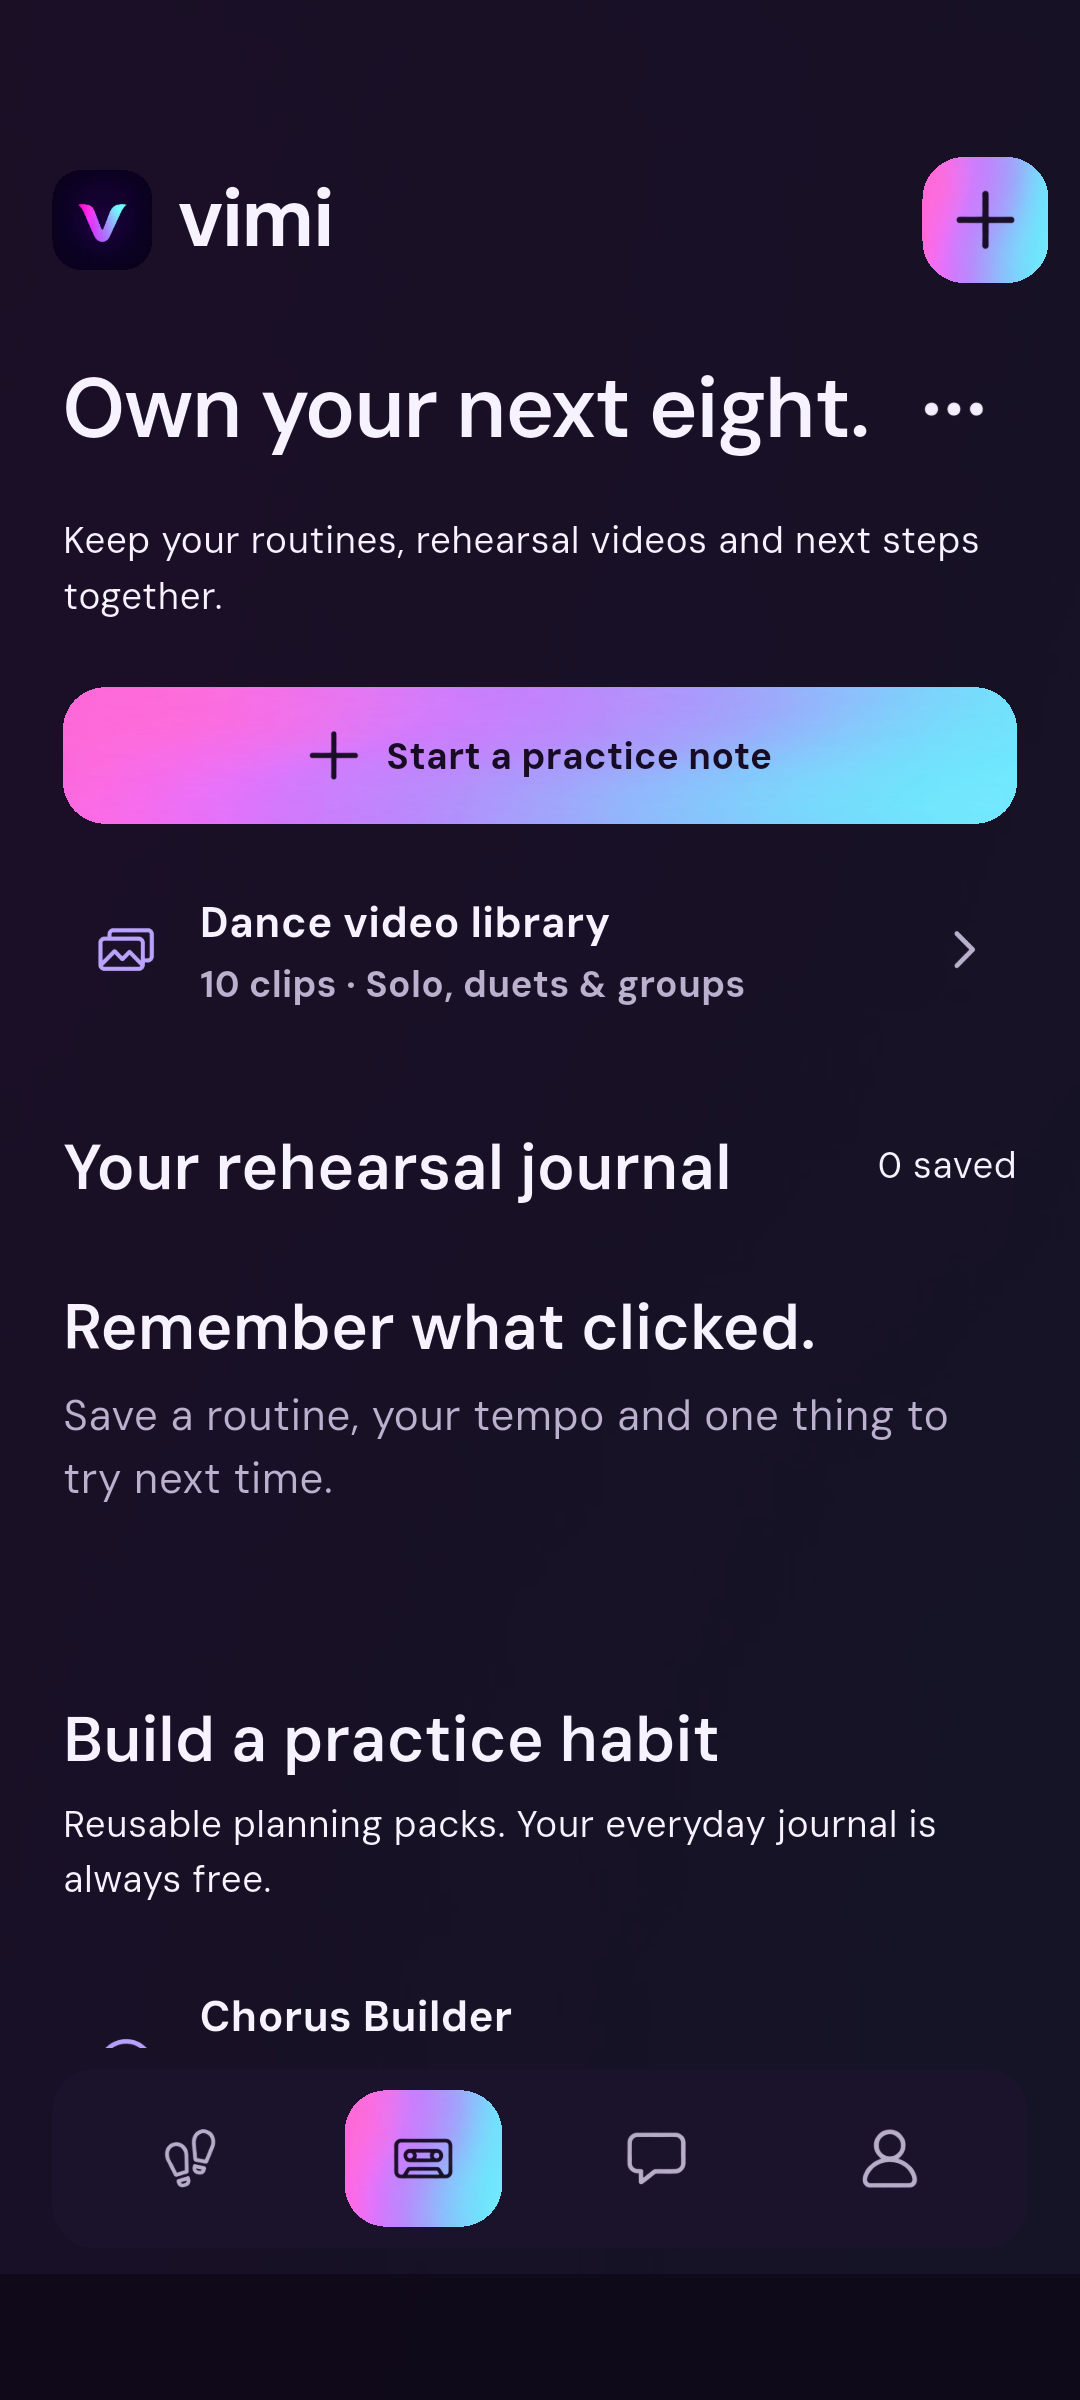 vimi
Own your next eight.
Keep your routines, rehearsal videos and next steps
together.
Start a practice note
Dance video library
10 clips · Solo, duets & groups
Your rehearsal journal
0 saved
Remember what clicked.
Save a routine, your tempo and one thing to
try next time.
Build a practice habit
Reusable planning packs. Your everyday journal is
always free.
Chorus Builder